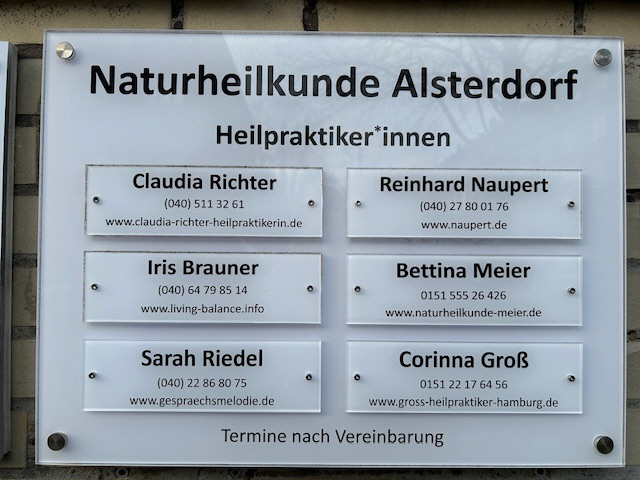 Naturheilkunde Alsterdorf
Heilpraktiker*innen
Claudia Richter
(040) 511 32 61
www.claudia-richter-heilpraktikerin.de
Reinhard Naupert
(040) 27 80 01 76
www.naupert.de
Iris Brauner
(040) 64 79 85 14
www.living-balance.info
Bettina Meier
0151 555 26 426
www.naturheilkunde-meier.de
Sarah Riedel
(040) 22 86 80 75
www.gespraechsmelodie.de
Corinna Groß
0151 22 17 64 56
www.gross-heilpraktiker-hamburg.de
Termine nach Vereinbarung